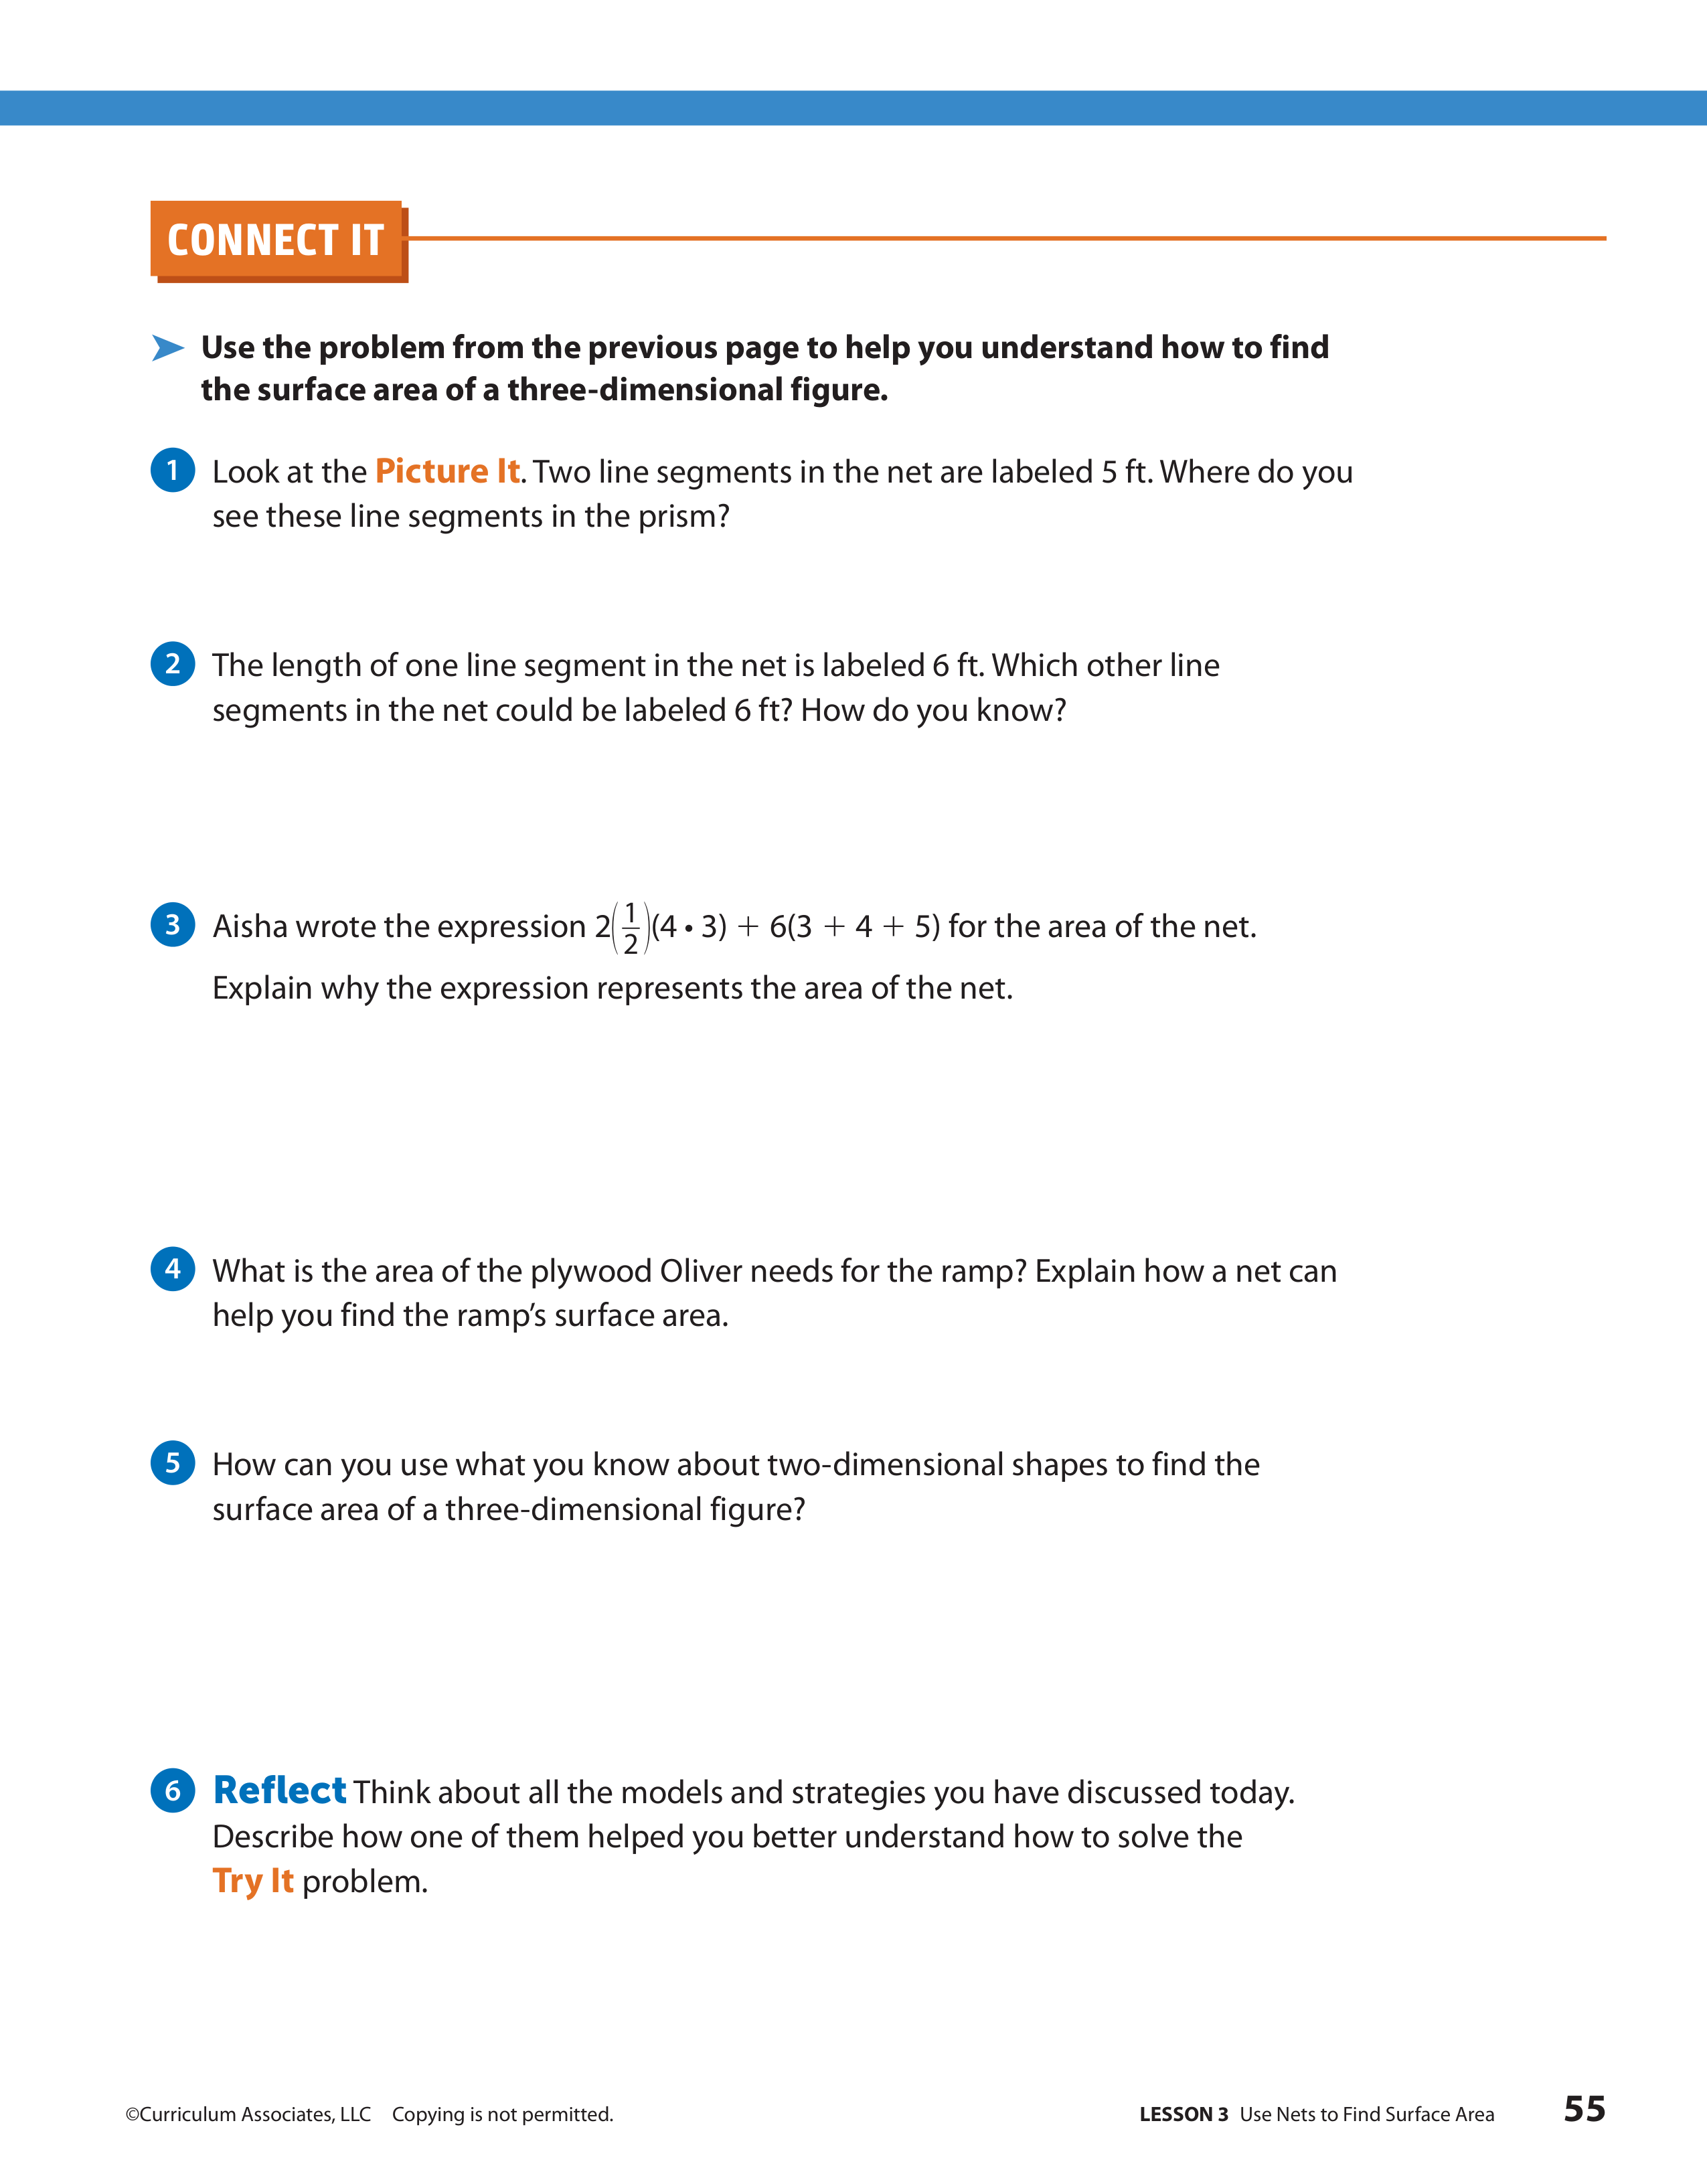 CONNECT IT
Use the problem from the previous page to help you understand how to find
the surface area of a three-dimensional figure.
1 Look at the Picture It. Two line segments in the net are labeled 5 ft. Where do you
see these line segments in the prism?
2 The length of one line segment in the net is labeled 6 ft. Which other line
segments in the net could be labeled 6 ft? How do you know?
3 Aisha wrote the expression 2(1/2)(4 • 3) + 6(3 + 4 + 5) for the area of the net.
Explain why the expression represents the area of the net.
4 What is the area of the plywood Oliver needs for the ramp? Explain how a net can
help you find the ramp’s surface area.
5 How can you use what you know about two-dimensional shapes to find the
surface area of a three-dimensional figure?
6 Reflect Think about all the models and strategies you have discussed today.
Describe how one of them helped you better understand how to solve the
Try It problem.
©Curriculum Associates, LLC Copying is not permitted.
LESSON 3 Use Nets to Find Surface Area 55